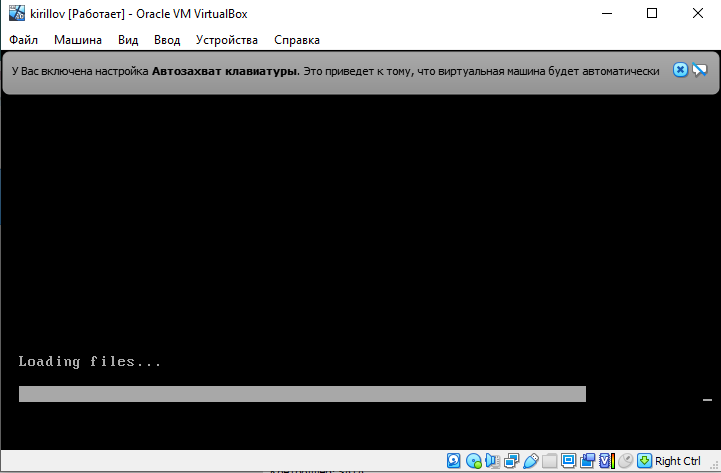 kirillov [Работает] - Oracle VM VirtualBox
Файл Машина Вид Ввод Устройства Справка
У Вас включена настройка Автозахват клавиатуры. Это приведет к тому, что виртуальная машина будет автоматически
Loading files...
Right Ctrl